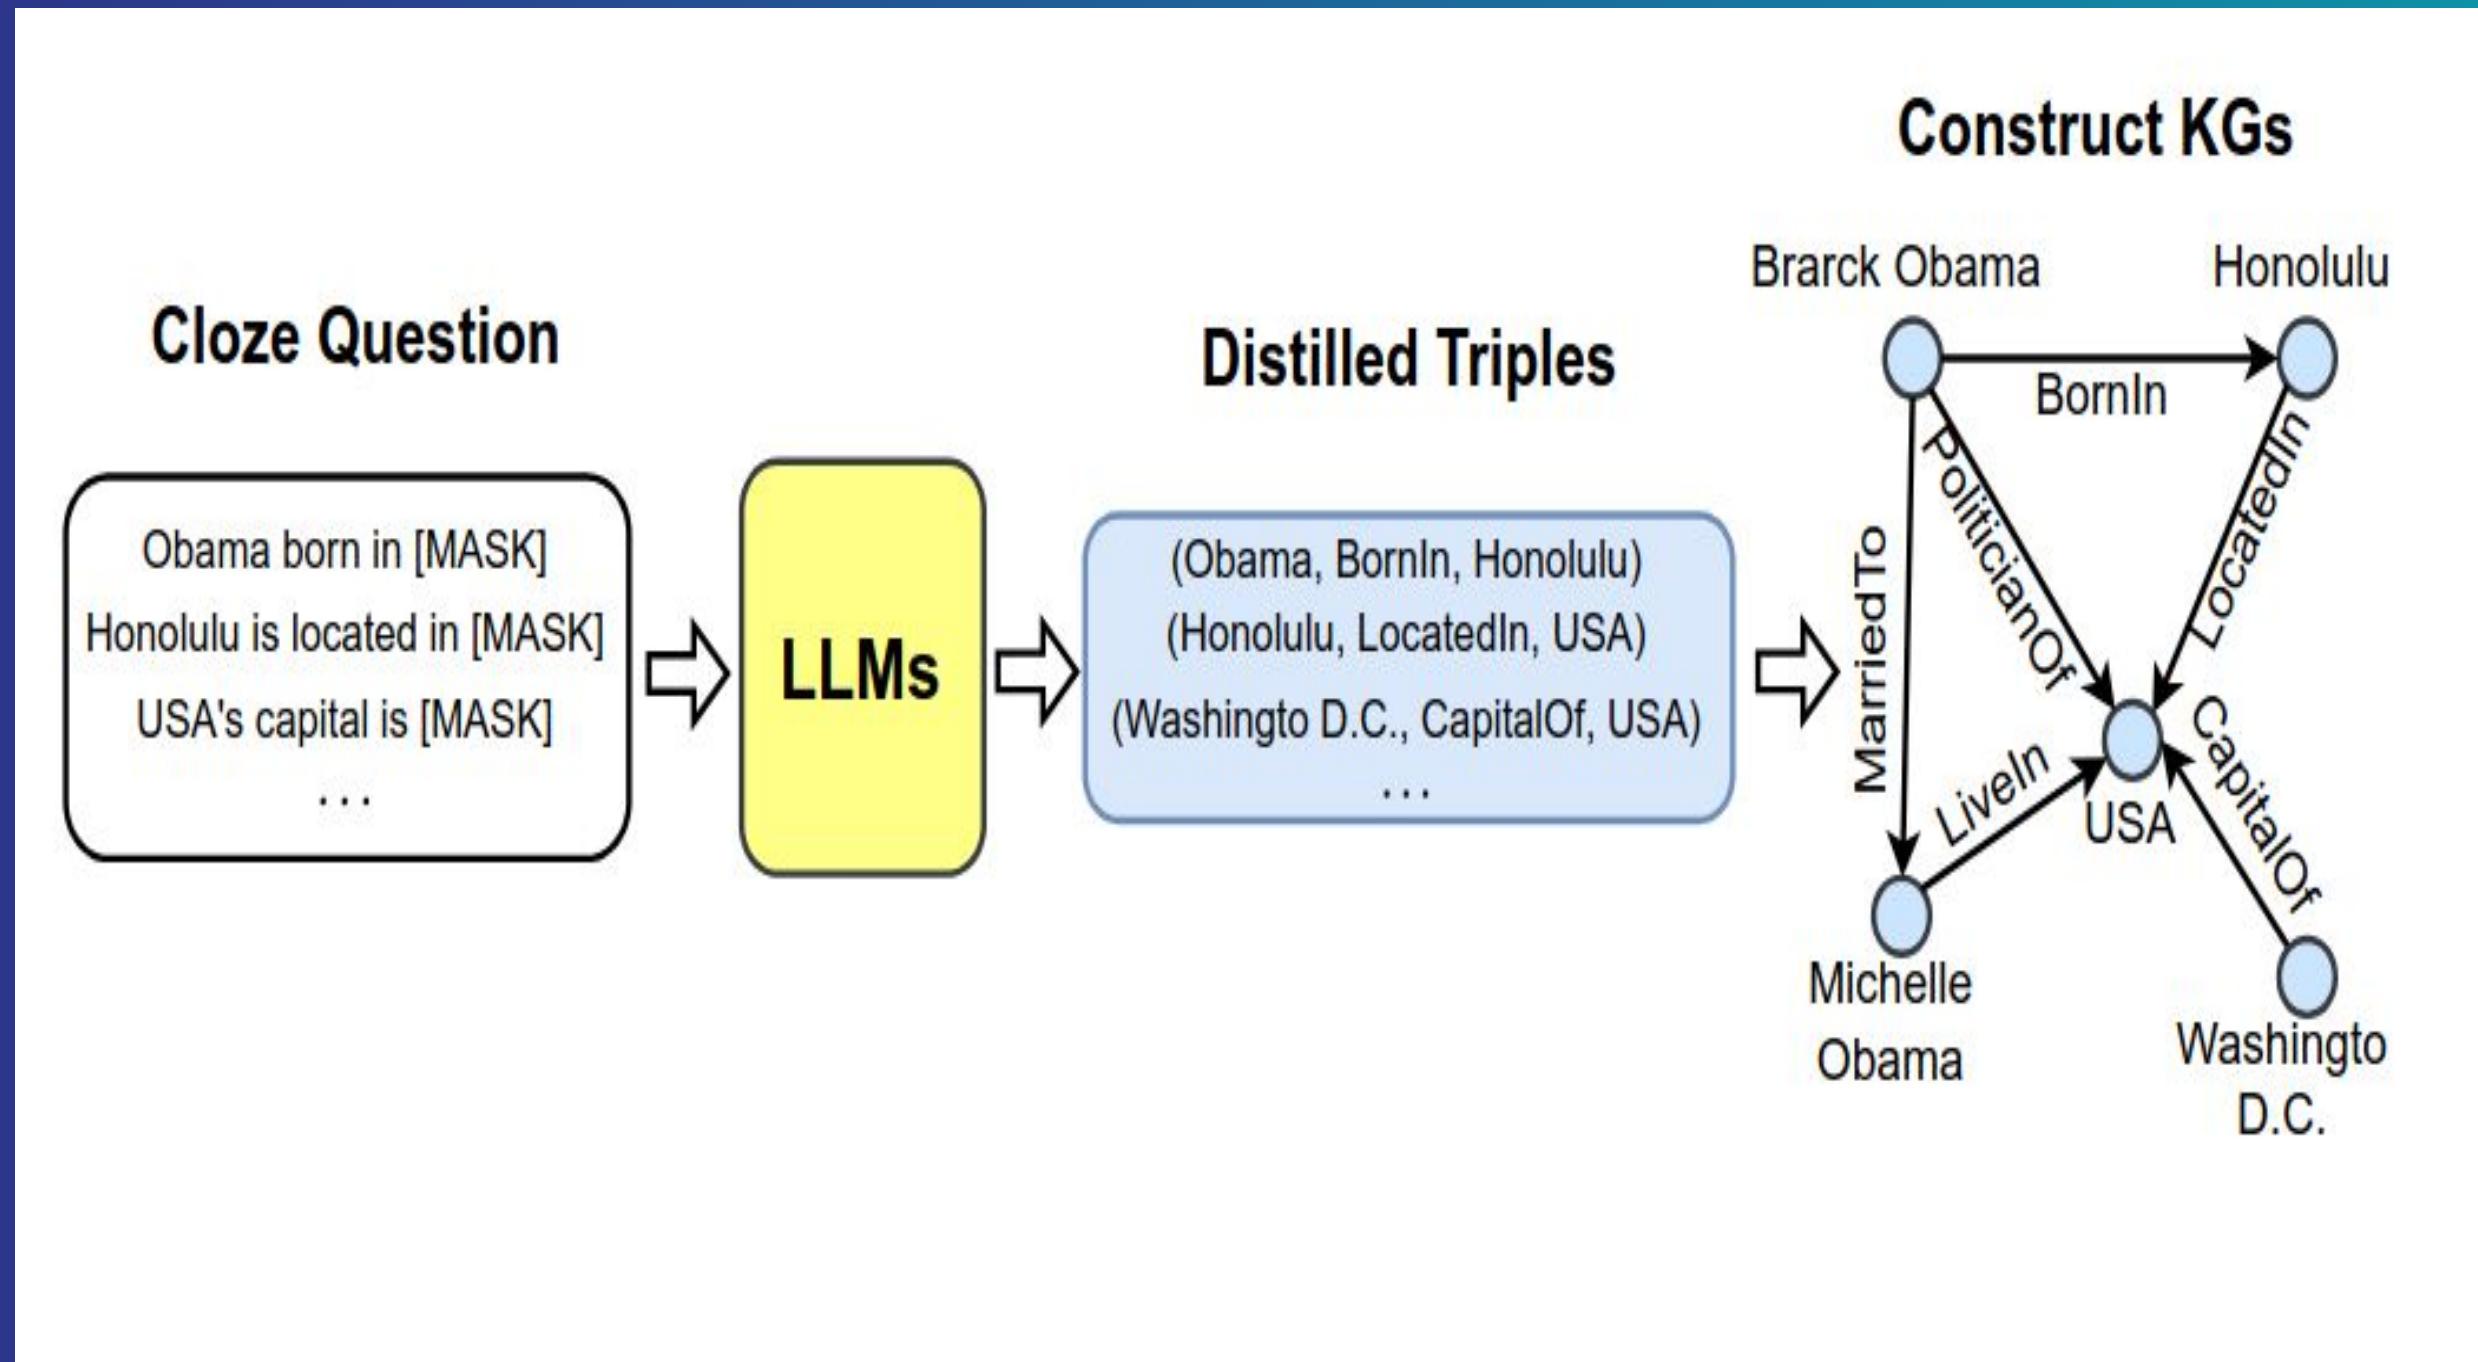 Cloze Question
Obama born in [MASK]
Honolulu is located in [MASK]
USA's capital is [MASK]
...
LLMs
Distilled Triples
(Obama, BornIn, Honolulu)
(Honolulu, LocatedIn, USA)
(Washingto D.C., CapitalOf, USA)
...
Construct KGs
Brarck Obama
Honolulu
BornIn
PoliticianOf
LocatedIn
MarriedTo
LiveIn
USA
CapitalOf
Michelle
Obama
Washingto
D.C.